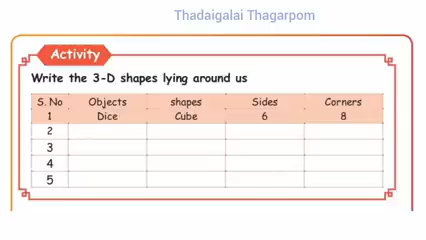 Thadaigalai Thagarpom
Activity
Write the 3-D shapes lying around us
S. No Objects shapes Sides Corners
1 Dice Cube 6 8
2
3
4
5